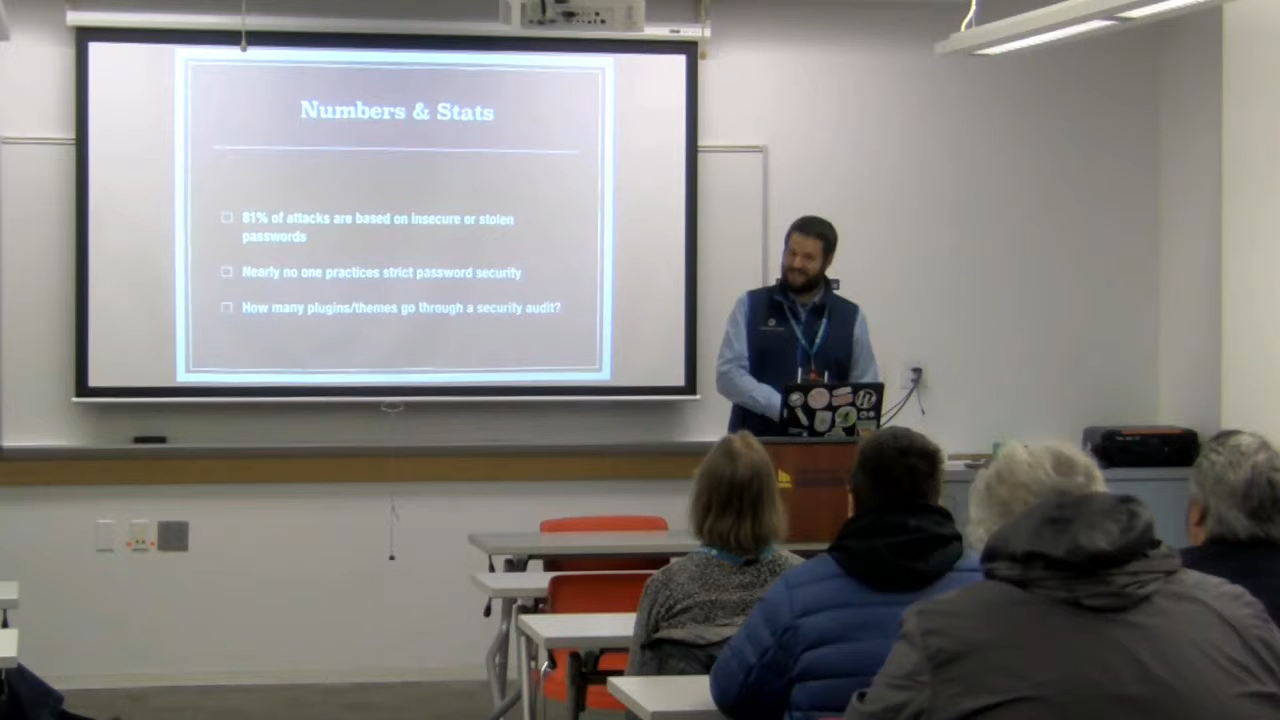 Numbers & Stats
81% of attacks are based on insecure or stolen
passwords
Nearly no one practices strict password security
How many plugins/themes go through a security audit?